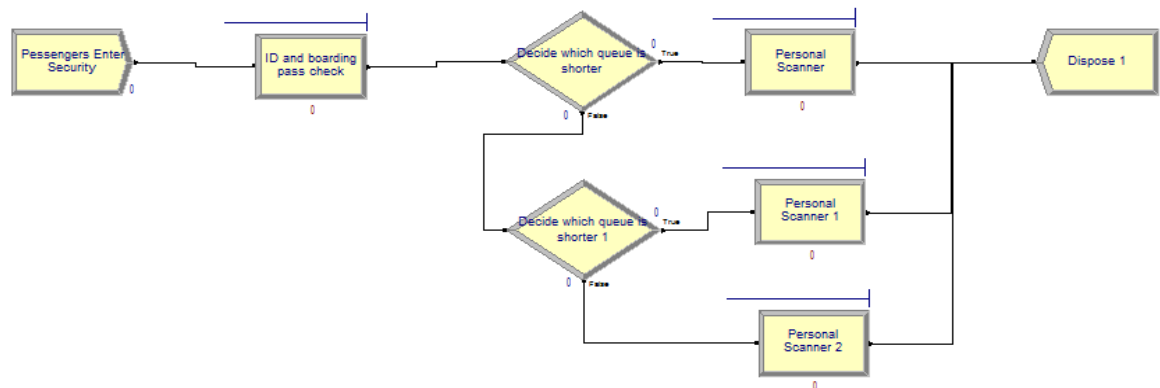 Pessengers Enter
Security
0
ID and boarding
pass check
0
Decide which queue is
shorter
0
True
0
False
Personal
Scanner
0
Dispose 1
Decide which queue is
shorter 1
0
True
0
False
Personal
Scanner 1
0
Personal
Scanner 2
0